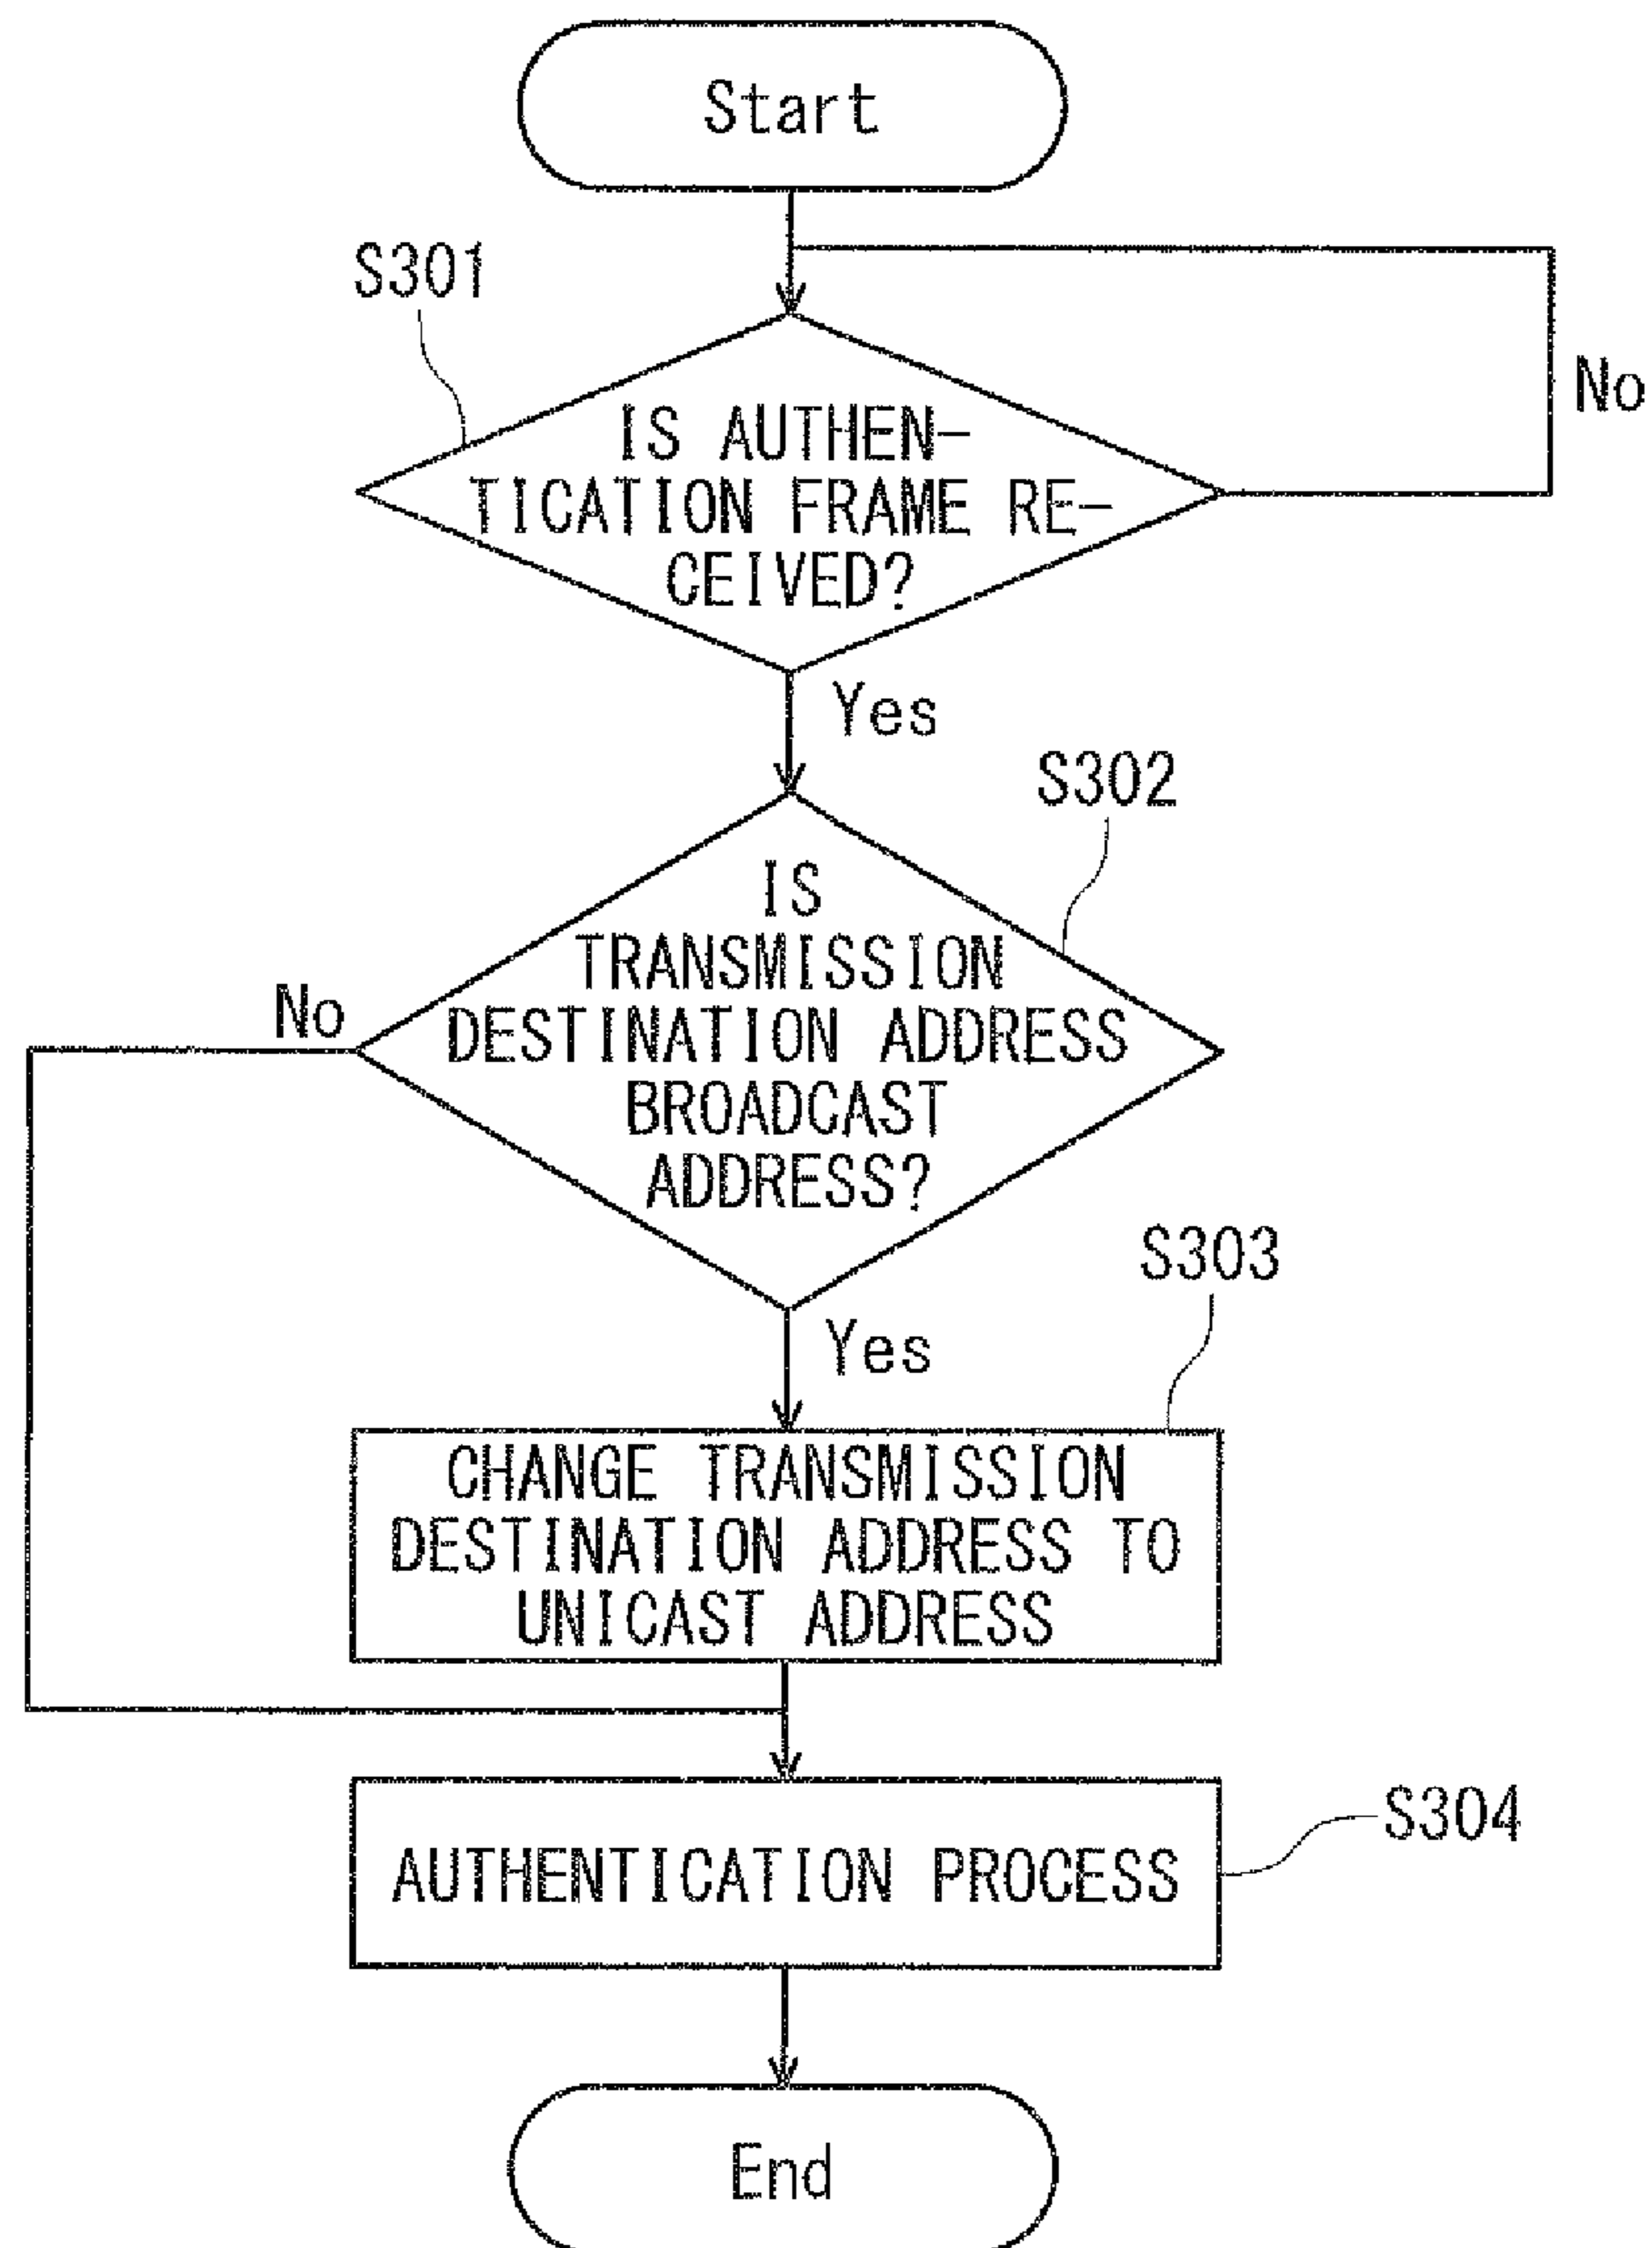 Start
S301
No
IS AUTHEN-
TICATION FRAME RE-
CEIVED?
Yes
S302
IS
TRANSMISSION
DESTINATION ADDRESS
BROADCAST
ADDRESS?
No
Yes
S303
CHANGE TRANSMISSION
DESTINATION ADDRESS TO
UNICAST ADDRESS
AUTHENTICATION PROCESS
S304
End